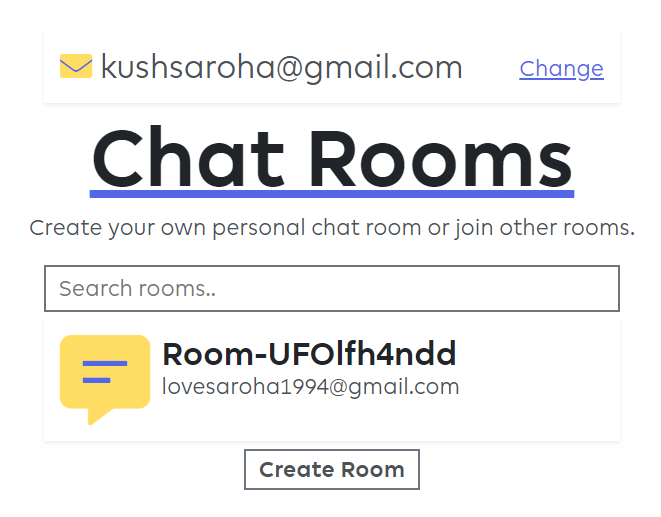 kushsaroha@gmail.com Change
Chat Rooms
Create your own personal chat room or join other rooms.
Search rooms..
Room-UFOlfh4ndd
lovesaroha1994@gmail.com
Create Room